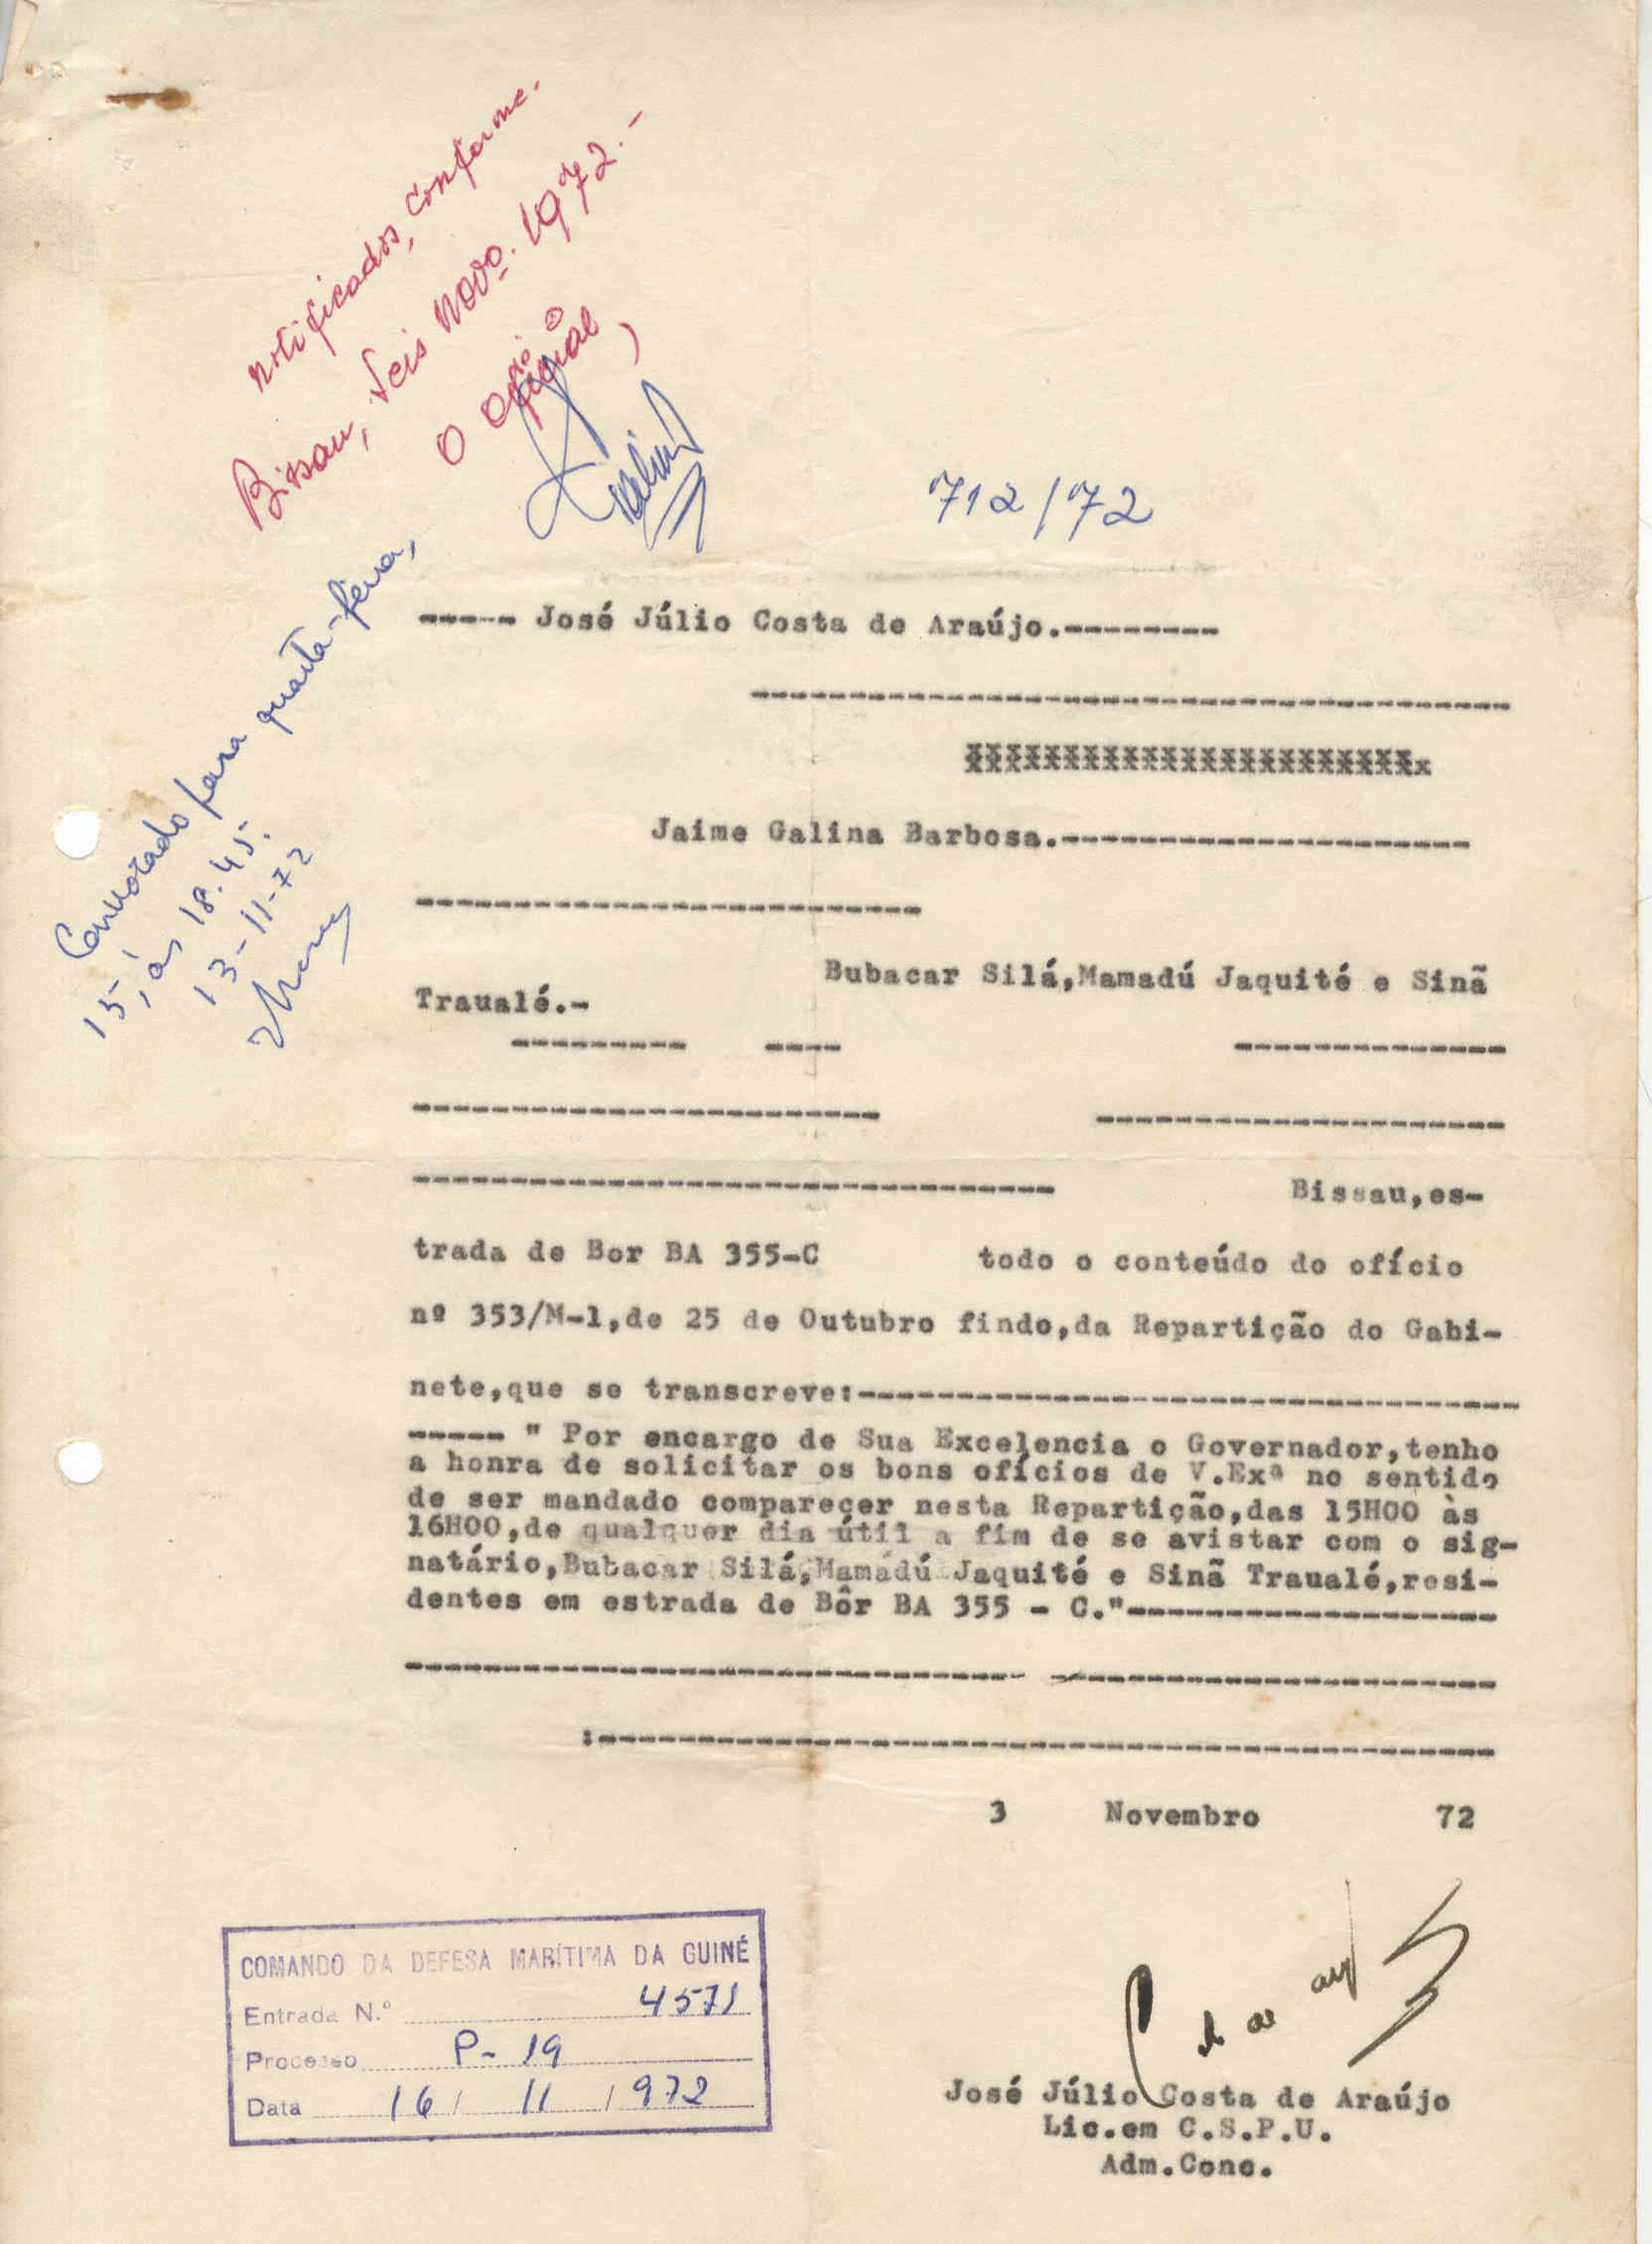 notificados, conforme.
Bissau, seis Novº. 1972.-
de
O Oficial,
712/72
----- José Júlio Costa de Araújo.--------
---------------------------------------
xxxxxxxxxxxxxxxxxxxxxxxx
Jaime Galina Barbosa.---------------------
--------------------------
Convocado para quarta-feira,
15, às 18.45.
13-11-72
Bubacar Silá,Mamadú Jaquité e Sinã
Traualé.-
--------- ---- --------------
------------------------ ---------------------
--------------------------------- Bissau,es-
trada de Bor BA 355-C todo o conteúdo do ofício
nº 353/M-1,de 25 de Outubro findo,da Repartição do Gabi-
nete,que se transcreve:----------------------------------
----- " Por encargo de Sua Excelencia o Governador,tenho
a honra de solicitar os bons ofícios de V.Exª no sentido
de ser mandado comparecer nesta Repartição,das 15H00 às
16H00,de qualquer dia útil a fim de se avistar com o sig-
natário,Bubacar Silá,Mamádú Jaquité e Sinã Traualé,resi-
dentes em estrada de Bôr BA 355 - C."-------------------
-------------------------------- -----------------------
:----------------------------------------------
3 Novembro 72
COMANDO DA DEFESA MARÍTIMA DA GUINÉ
Entrada N.º 4571
Processo P-19
Data 16/ 11 /972
José Júlio Costa de Araújo
Lic.em C.S.P.U.
Adm.Conc.